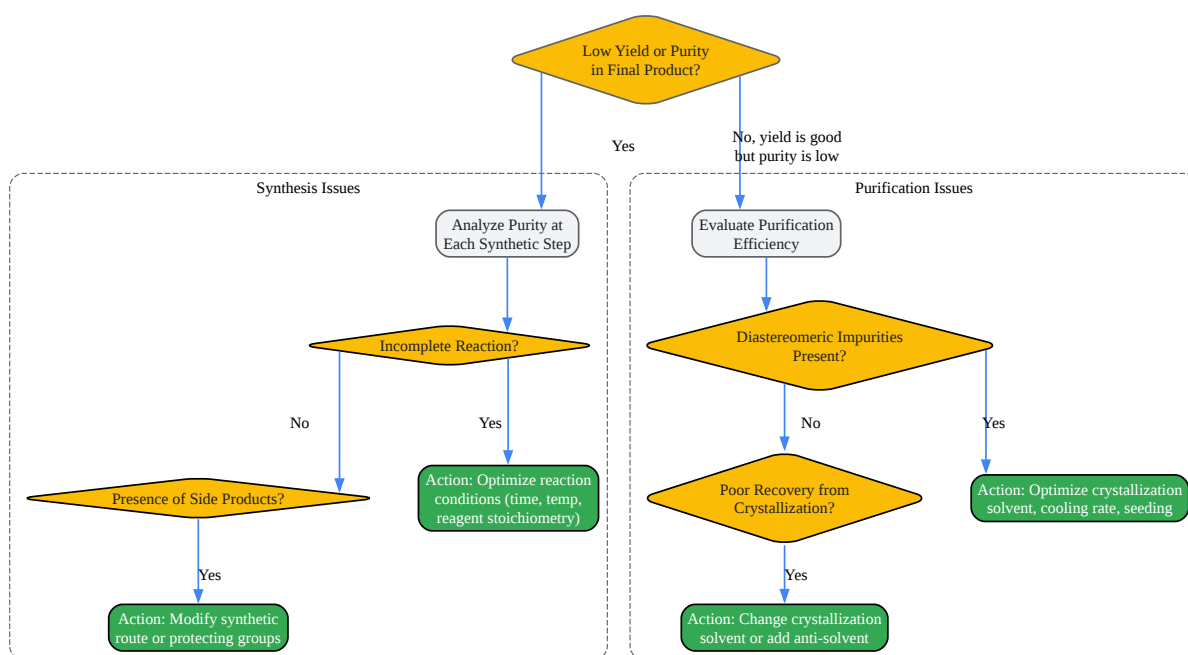 Low Yield or Purity
in Final Product?
Yes
No, yield is good
but purity is low
Synthesis Issues
Analyze Purity at
Each Synthetic Step
Incomplete Reaction?
No
Yes
Action: Optimize reaction
conditions (time, temp,
reagent stoichiometry)
Presence of Side Products?
Yes
Action: Modify synthetic
route or protecting groups
Purification Issues
Evaluate Purification
Efficiency
Diastereomeric Impurities
Present?
No
Yes
Action: Optimize crystallization
solvent, cooling rate, seeding
Poor Recovery from
Crystallization?
Yes
Action: Change crystallization
solvent or add anti-solvent